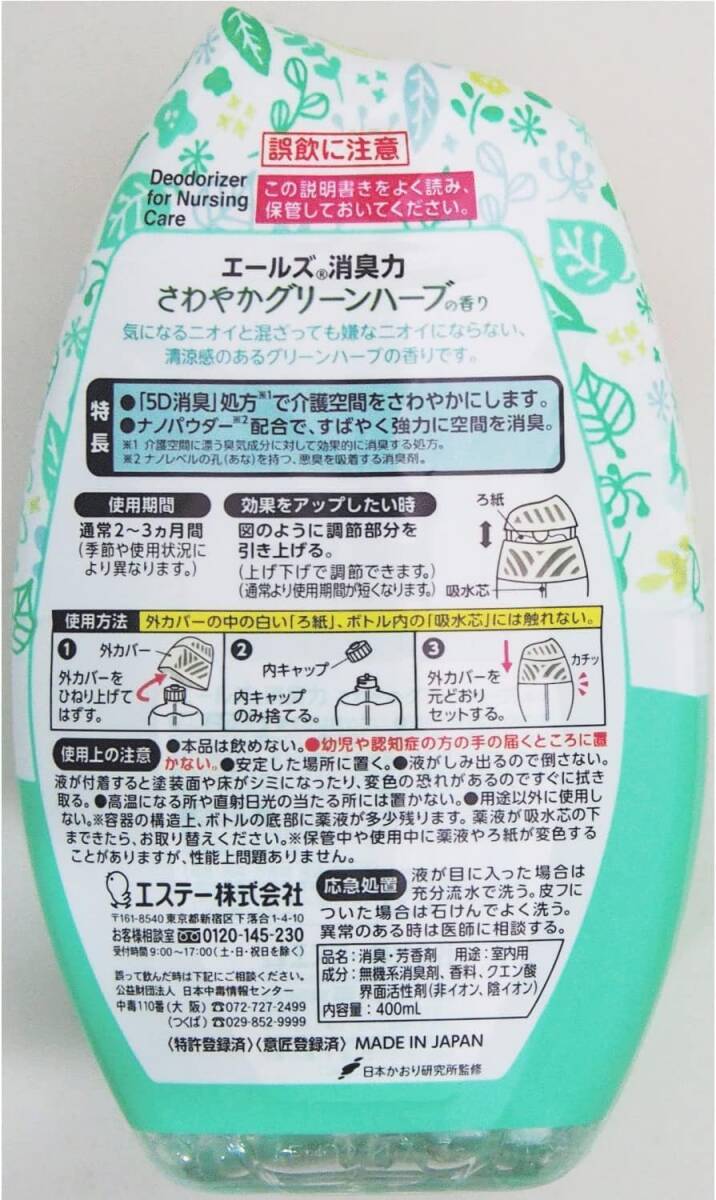 誤飲に注意
Deodorizer
for Nursing
Care
この説明書きをよく読み、
保管しておいてください。
エールズ®消臭力
さわやかグリーンハーブの香り
気になるニオイと混ざっても嫌なニオイにならない、
清涼感のあるグリーンハーブの香りです。
特長
●「5D消臭」処方※1で介護空間をさわやかにします。
●ナノパウダー※2配合で、すばやく強力に空間を消臭。
※1 介護空間に漂う臭気成分に対して効果的に消臭する処方。
※2 ナノレベルの孔(あな)を持つ、悪臭を吸着する消臭剤。
使用期間
通常2〜3ヵ月間
(季節や使用状況に
より異なります。)
効果をアップしたい時
図のように調節部分を
引き上げる。
(上げ下げで調節できます。)
(通常より使用期間が短くなります。)
ろ紙
吸水芯
使用方法 外カバーの中の白い「ろ紙」、ボトル内の「吸水芯」には触れない。
1 外カバー
外カバーを
ひねり上げて
はずす。
2 内キャップ
内キャップ
のみ捨てる。
3 カチッ
外カバーを
元どおり
セットする。
使用上の注意 ●本品は飲めない。●幼児や認知症の方の手の届くところに置
かない。●安定した場所に置く。●液がしみ出るので倒さない。
液が付着すると塗装面や床がシミになったり、変色の恐れがあるのですぐに拭き
取る。●高温になる所や直射日光の当たる所には置かない。●用途以外に使用し
ない。※容器の構造上、ボトルの底部に薬液が多少残ります。薬液が吸水芯の下
まできたら、お取り替えください。※保管中や使用中に薬液やろ紙が変色する
ことがありますが、性能上問題ありません。
エステー株式会社
〒161-8540 東京都新宿区下落合1-4-10
お客様相談室 0120-145-230
受付時間9:00〜17:00(土・日・祝日を除く)
誤って飲んだ時は下記にご相談ください。
公益財団法人 日本中毒情報センター
中毒110番(大 阪)☎072-727-2499
(つくば)☎029-852-9999
応急処置 液が目に入った場合は
充分流水で洗う。皮フに
ついた場合は石けんでよく洗う。
異常のある時は医師に相談する。
品名:消臭・芳香剤 用途:室内用
成分:無機系消臭剤、香料、クエン酸
界面活性剤(非イオン、陰イオン)
内容量:400mL
〈特許登録済〉〈意匠登録済〉 MADE IN JAPAN
日本かおり研究所監修